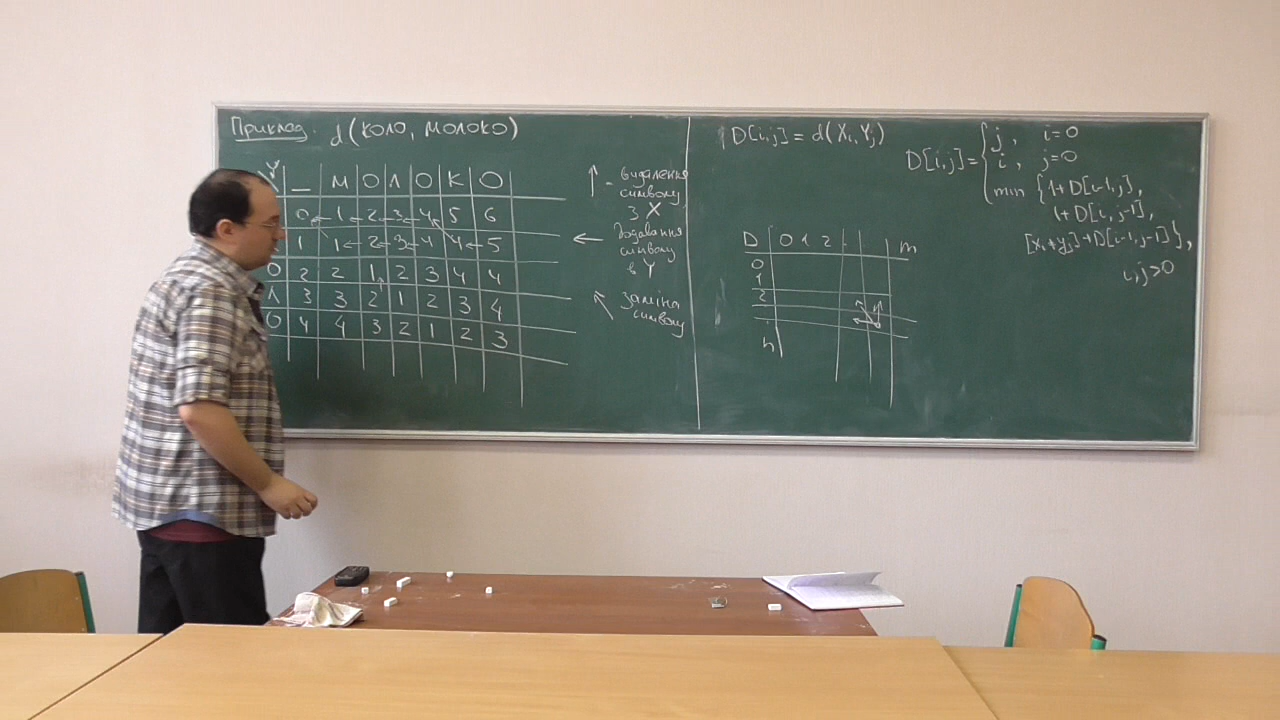 Приклад. d(КОЛО, МОЛОКО)
Y
_ М О Л О К О
0 1 2 3 4 5 6
1 1 2 3 4 4 5
О 2 2 1 2 3 4 4
Л 3 3 2 1 2 3 4
О 4 4 3 2 1 2 3
↑ - видалення
символу
з X
← додавання
символу
в Y
↖ заміна
символу
D[i,j] = d(Xi, Yj)
D[i,j] = { j, i=0
i, j=0
min {1+D[i-1,j],
1+D[i,j-1],
[xi≠yj]+D[i-1,j-1]},
i,j>0
D 0 1 2 m
0
1
2
n